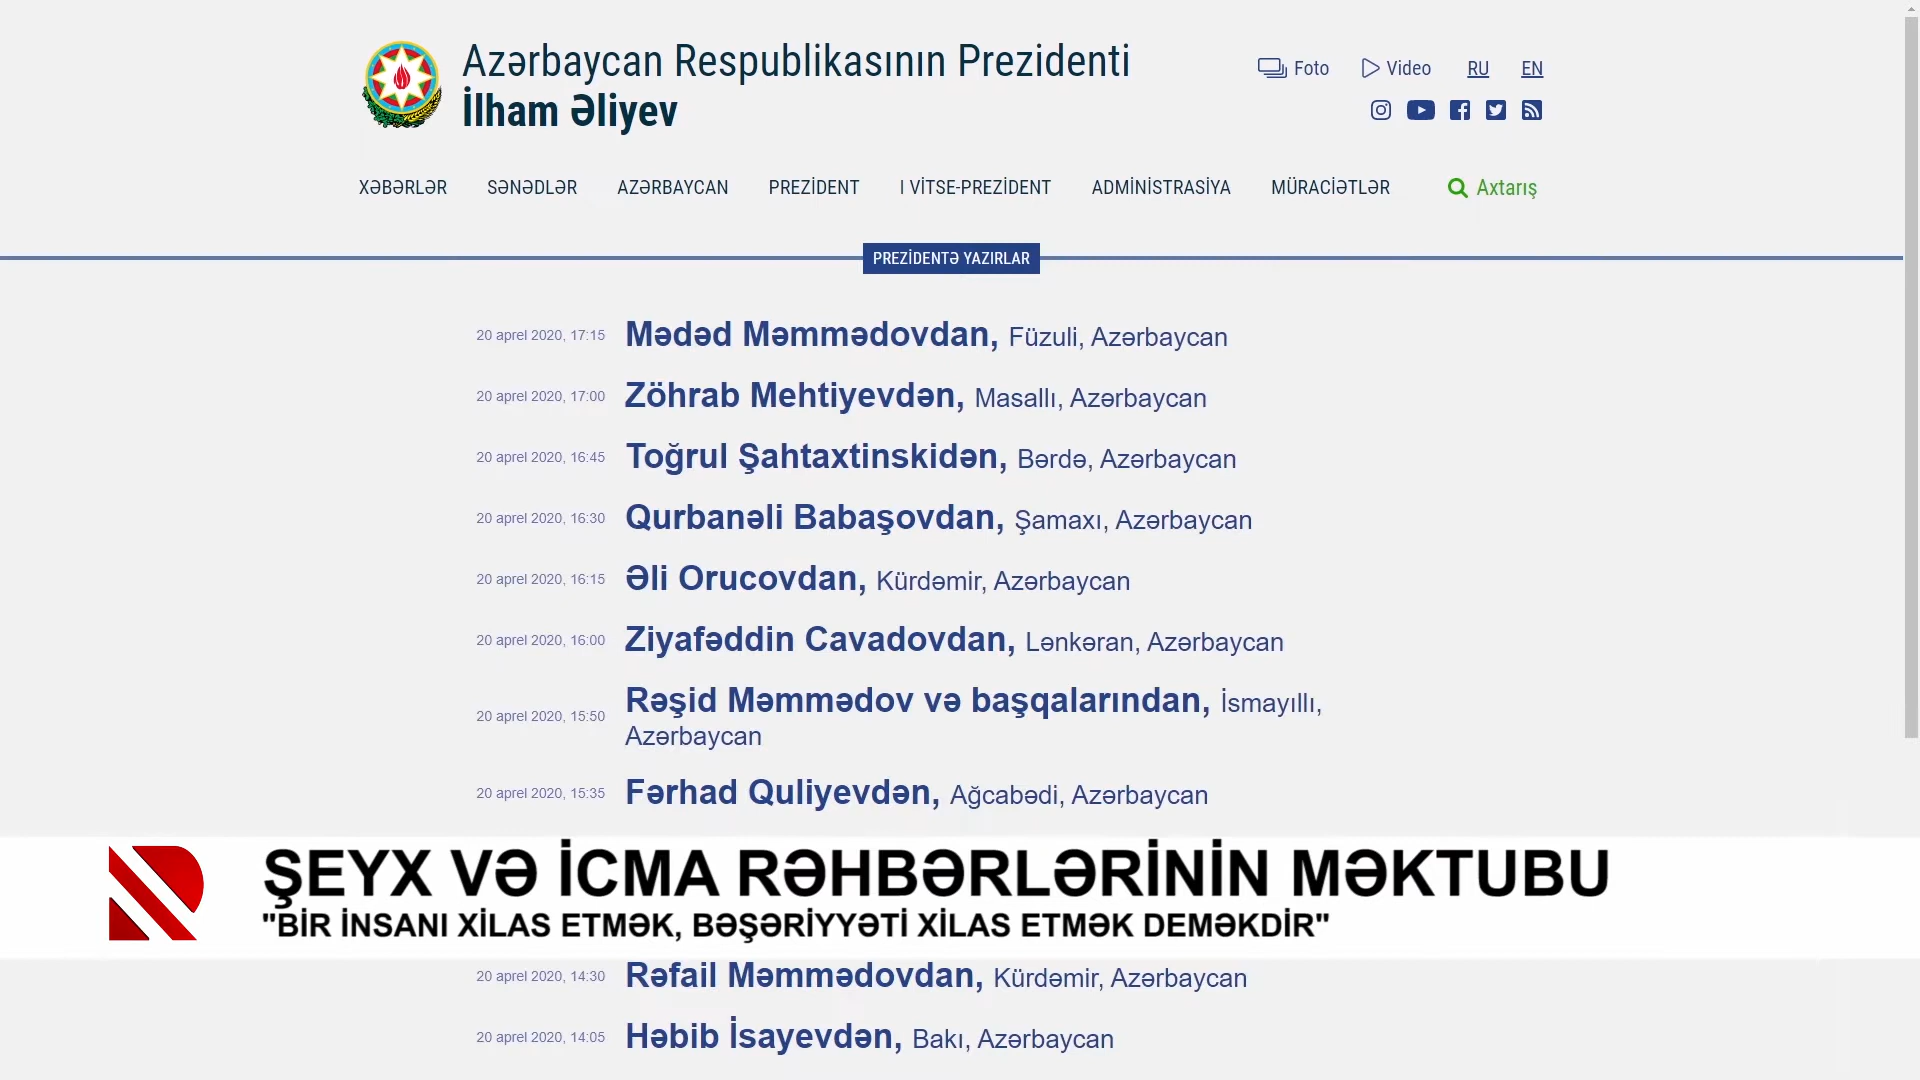 Azərbaycan Respublikasının Prezidenti
İlham Əliyev
Foto
Video
RU
EN
XƏBƏRLƏR
SƏNƏDLƏR
AZƏRBAYCAN
PREZİDENT
I VİTSE-PREZİDENT
ADMİNİSTRASİYA
MÜRACİƏTLƏR
Axtarış
PREZİDENTƏ YAZIRLAR
20 aprel 2020, 17:15 Mədəd Məmmədovdan, Füzuli, Azərbaycan
20 aprel 2020, 17:00 Zöhrab Mehtiyevdən, Masallı, Azərbaycan
20 aprel 2020, 16:45 Toğrul Şahtaxtinskidən, Bərdə, Azərbaycan
20 aprel 2020, 16:30 Qurbanəli Babaşovdan, Şamaxı, Azərbaycan
20 aprel 2020, 16:15 Əli Orucovdan, Kürdəmir, Azərbaycan
20 aprel 2020, 16:00 Ziyafəddin Cavadovdan, Lənkəran, Azərbaycan
20 aprel 2020, 15:50 Rəşid Məmmədov və başqalarından, İsmayıllı,
Azərbaycan
20 aprel 2020, 15:35 Fərhad Quliyevdən, Ağcabədi, Azərbaycan
ŞEYX VƏ İCMA RƏHBƏRLƏRİNİN MƏKTUBU
"BİR İNSANI XİLAS ETMƏK, BƏŞƏRİYYƏTİ XİLAS ETMƏK DEMƏKDİR"
20 aprel 2020, 14:30 Rəfail Məmmədovdan, Kürdəmir, Azərbaycan
20 aprel 2020, 14:05 Həbib İsayevdən, Bakı, Azərbaycan